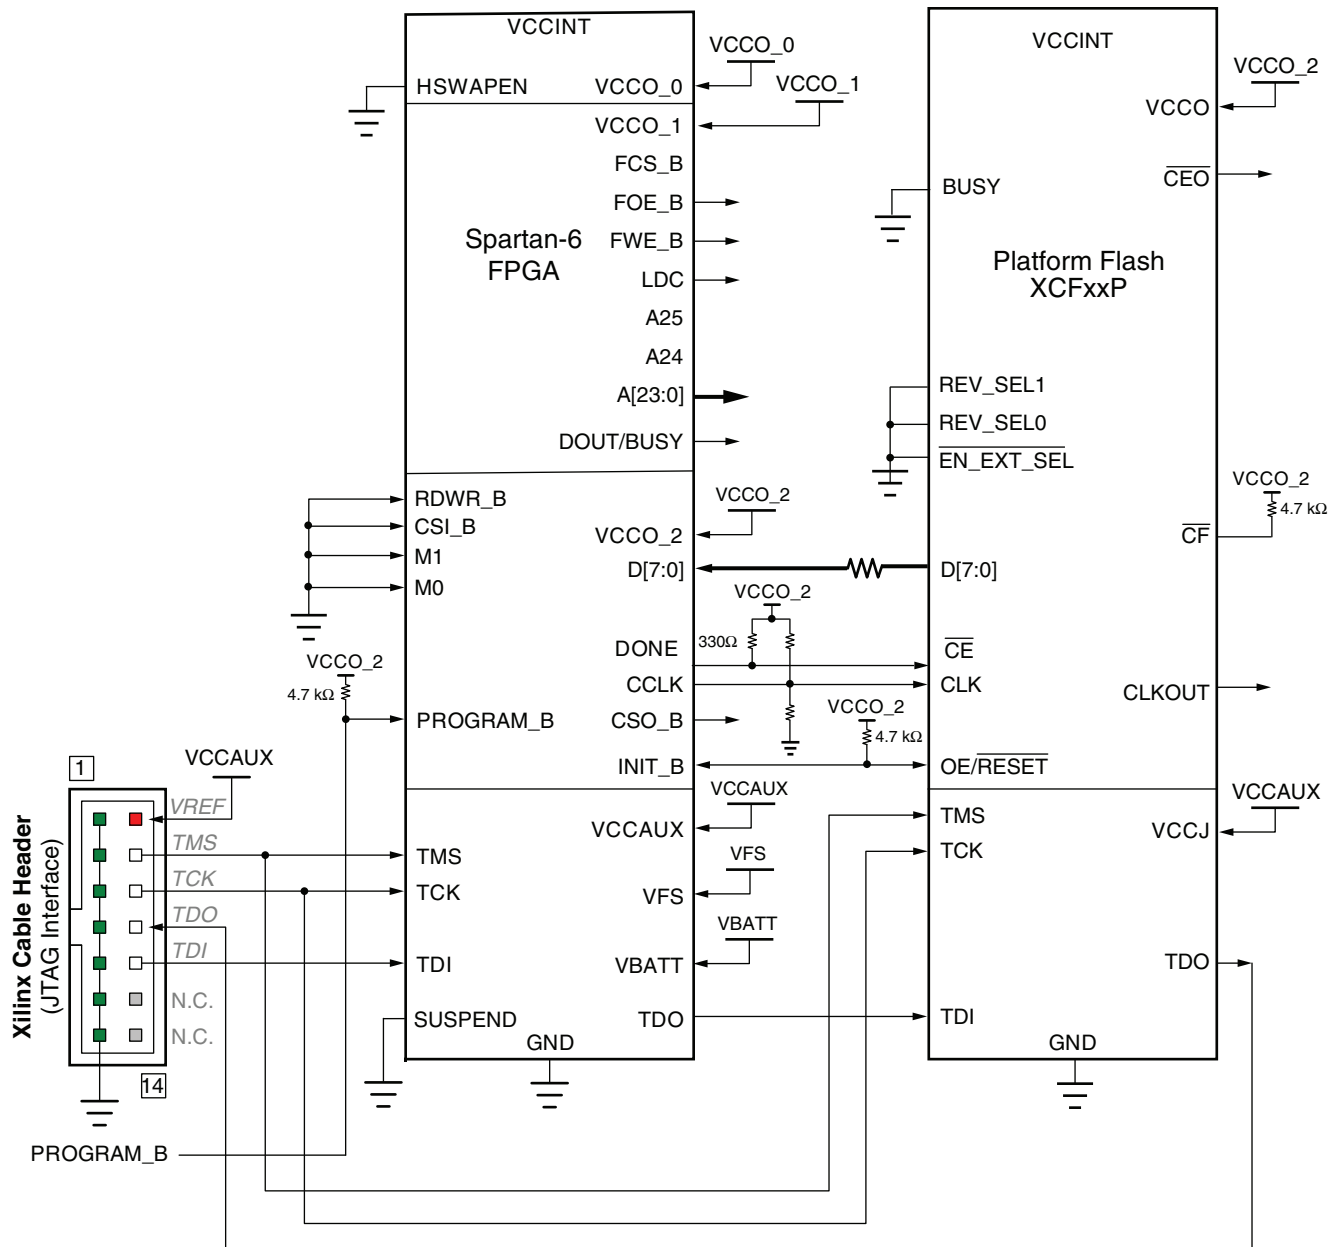 VCCINT
HSWAPEN
VCCO_0
VCCO_0
VCCO_1
VCCO_1
FCS_B
FOE_B
FWE_B
LDC
A25
A24
A[23:0]
DOUT/BUSY
Spartan-6
FPGA
RDWR_B
CSI_B
M1
M0
VCCO_2
VCCO_2
D[7:0]
VCCO_2
330Ω
DONE
CCLK
CSO_B
INIT_B
VCCO_2
4.7 kΩ
PROGRAM_B
VCCO_2
4.7 kΩ
VCCINT
VCCO_2
VCCO
CEO
BUSY
Platform Flash
XCFxxP
REV_SEL1
REV_SEL0
EN_EXT_SEL
VCCO_2
4.7 kΩ
CF
D[7:0]
CE
CLK
CLKOUT
OE/RESET
1
VCCAUX
VREF
TMS
TCK
TDO
TDI
N.C.
N.C.
14
Xilinx Cable Header
(JTAG Interface)
PROGRAM_B
TMS
TCK
TDI
SUSPEND
VCCAUX
VCCAUX
VFS
VFS
VBATT
VBATT
TDO
GND
TMS
TCK
VCCAUX
VCCJ
TDO
TDI
GND